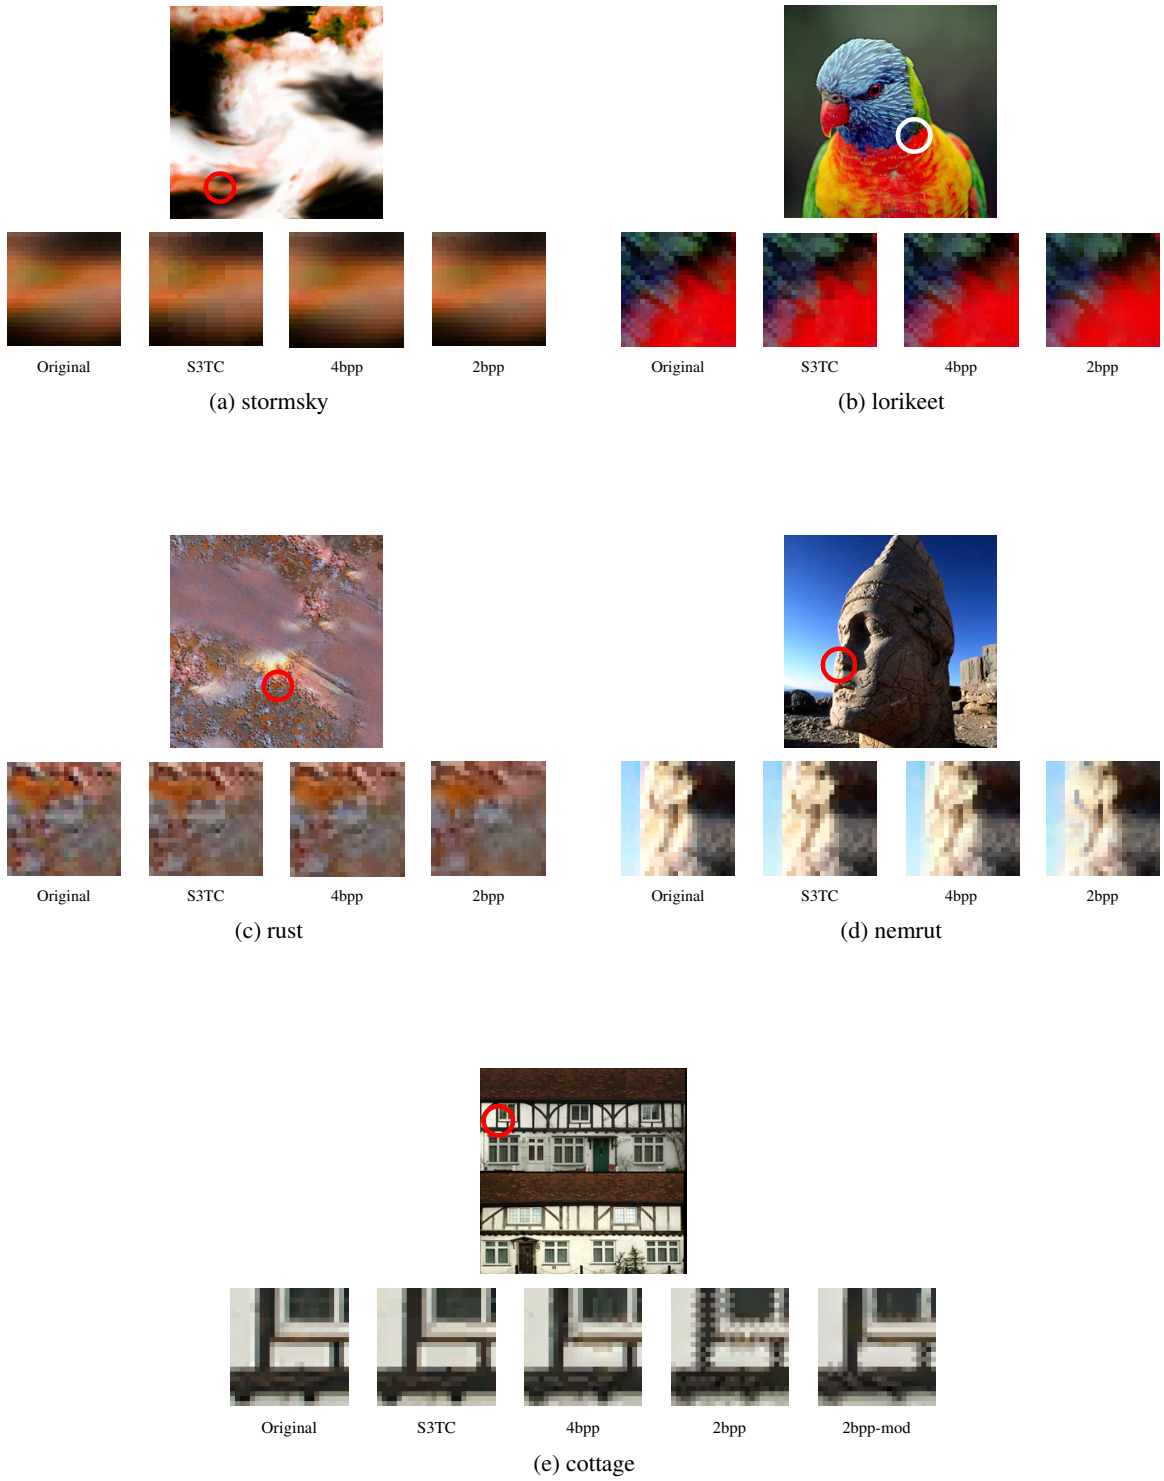 Original S3TC 4bpp 2bpp
(a) stormsky
Original S3TC 4bpp 2bpp
(b) lorikeet
Original S3TC 4bpp 2bpp
(c) rust
Original S3TC 4bpp 2bpp
(d) nemrut
Original S3TC 4bpp 2bpp 2bpp-mod
(e) cottage